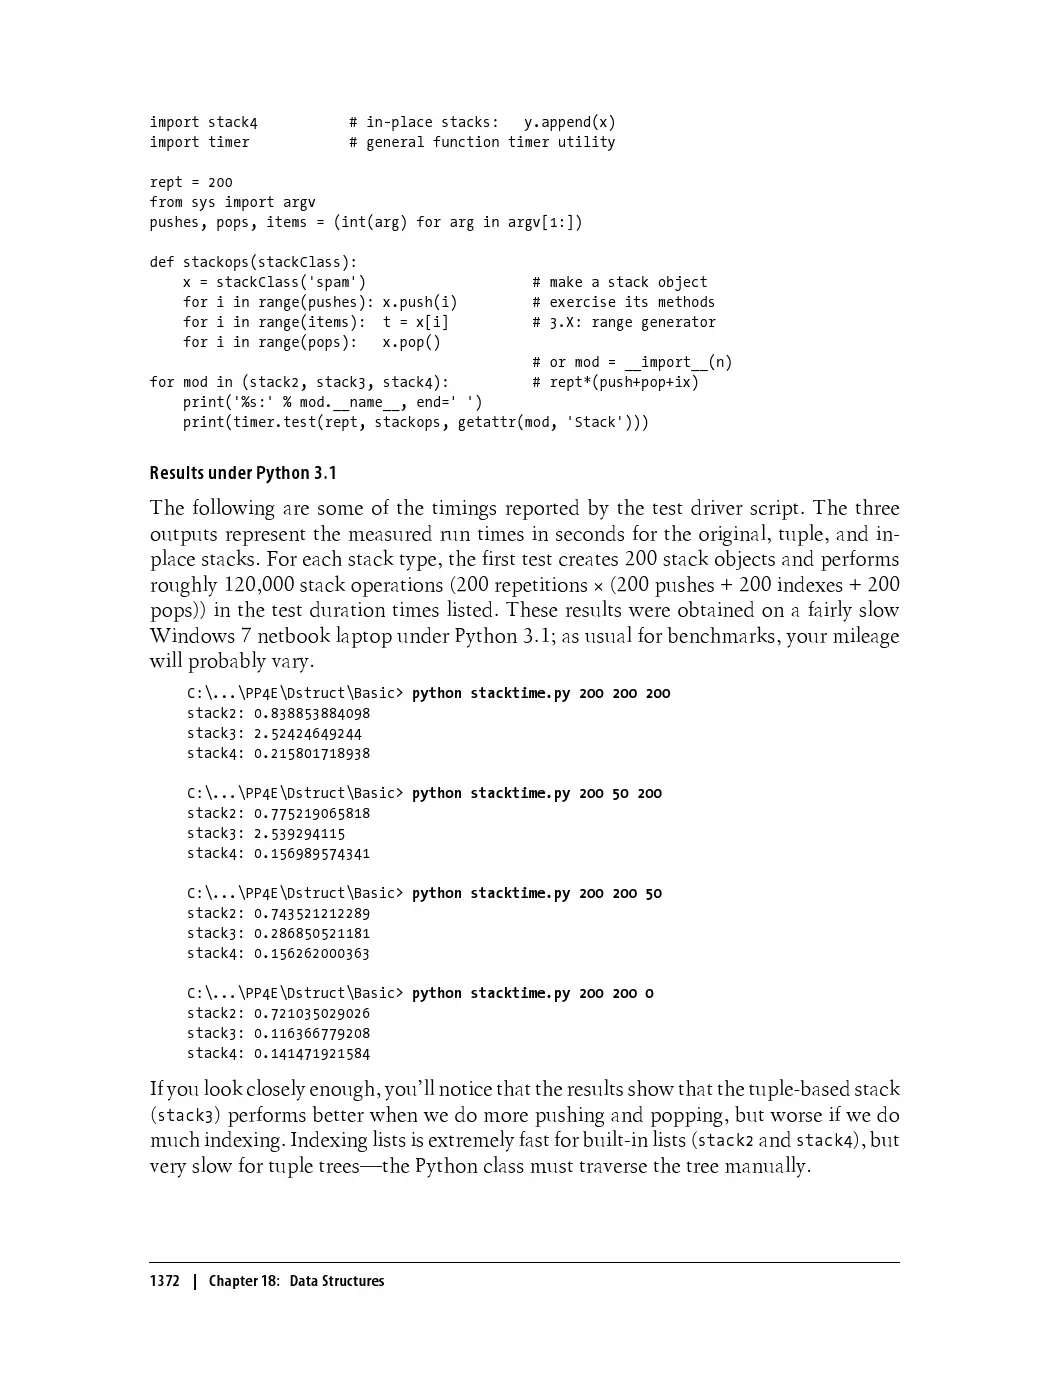 import stack4           # in-place stacks:   y.append(x)
import timer            # general function timer utility

rept = 200
from sys import argv
pushes, pops, items = (int(arg) for arg in argv[1:])

def stackops(stackClass):
    x = stackClass('spam')                    # make a stack object
    for i in range(pushes): x.push(i)         # exercise its methods
    for i in range(items):  t = x[i]          # 3.X: range generator
    for i in range(pops):   x.pop()
                                              # or mod = __import__(n)
for mod in (stack2, stack3, stack4):          # rept*(push+pop+ix)
    print('%s:' % mod.__name__, end=' ')
    print(timer.test(rept, stackops, getattr(mod, 'Stack')))

Results under Python 3.1
The following are some of the timings reported by the test driver script. The three
outputs represent the measured run times in seconds for the original, tuple, and in-
place stacks. For each stack type, the first test creates 200 stack objects and performs
roughly 120,000 stack operations (200 repetitions × (200 pushes + 200 indexes + 200
pops)) in the test duration times listed. These results were obtained on a fairly slow
Windows 7 netbook laptop under Python 3.1; as usual for benchmarks, your mileage
will probably vary.
C:\...\PP4E\Dstruct\Basic> python stacktime.py 200 200 200
stack2: 0.838853884098
stack3: 2.52424649244
stack4: 0.215801718938

C:\...\PP4E\Dstruct\Basic> python stacktime.py 200 50 200
stack2: 0.775219065818
stack3: 2.539294115
stack4: 0.156989574341

C:\...\PP4E\Dstruct\Basic> python stacktime.py 200 200 50
stack2: 0.743521212289
stack3: 0.286850521181
stack4: 0.156262000363

C:\...\PP4E\Dstruct\Basic> python stacktime.py 200 200 0
stack2: 0.721035029026
stack3: 0.116366779208
stack4: 0.141471921584

If you look closely enough, you’ll notice that the results show that the tuple-based stack
(stack3) performs better when we do more pushing and popping, but worse if we do
much indexing. Indexing lists is extremely fast for built-in lists (stack2 and stack4), but
very slow for tuple trees—the Python class must traverse the tree manually.

1372 | Chapter 18: Data Structures